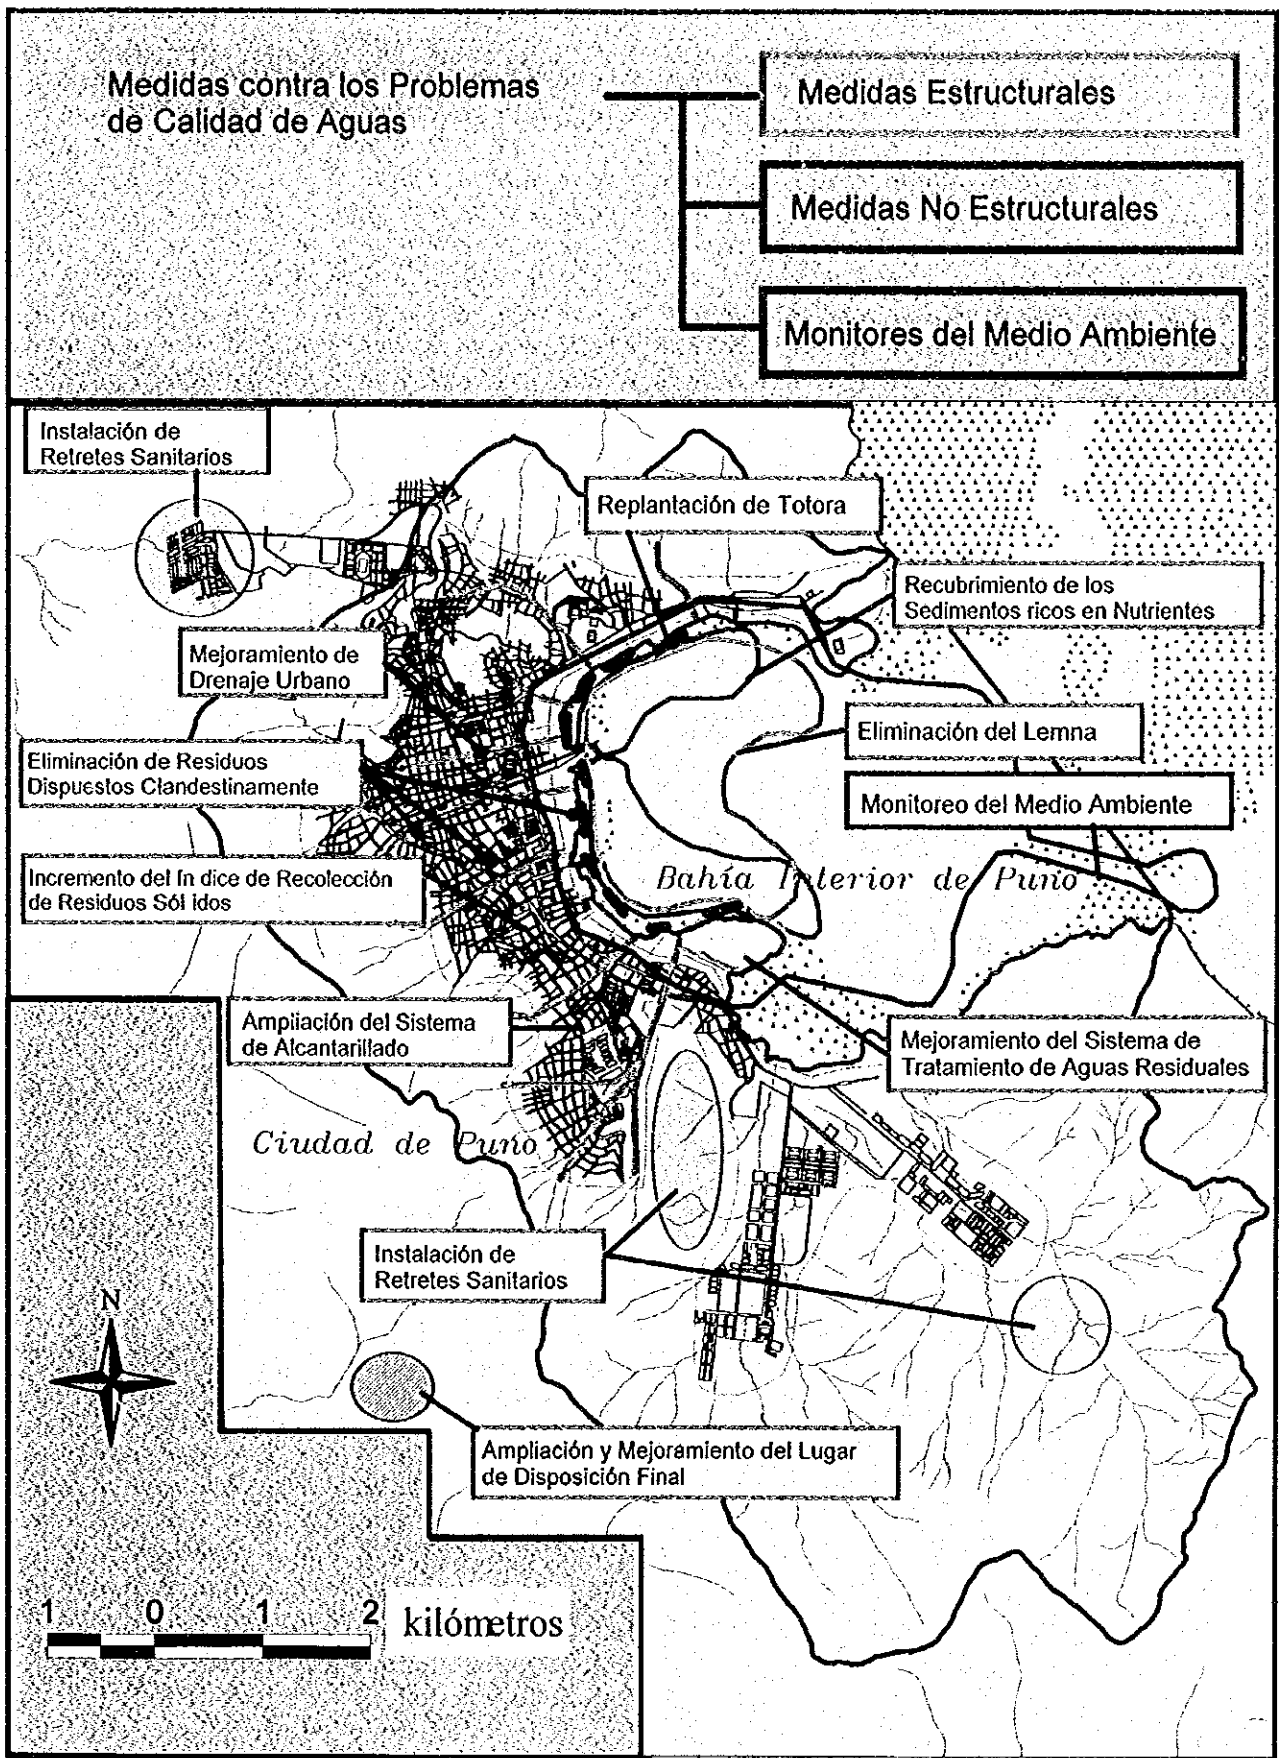 Medidas contra los Problemas
de Calidad de Aguas
Medidas Estructurales
Medidas No Estructurales
Monitores del Medio Ambiente
Instalación de
Retretes Sanitarios
Replantación de Totora
Recubrimiento de los
Sedimentos ricos en Nutrientes
Mejoramiento de
Drenaje Urbano
Eliminación del Lemna
Eliminación de Residuos
Dispuestos Clandestinamente
Monitoreo del Medio Ambiente
Incremento del Ín dice de Recolección
de Residuos Sól idos
Bahía Interior de Puno
Ampliación del Sistema
de Alcantarillado
Mejoramiento del Sistema de
Tratamiento de Aguas Residuales
Ciudad de Puno
Instalación de
Retretes Sanitarios
N
Ampliación y Mejoramiento del Lugar
de Disposición Final
1 0 1 2 kilómetros